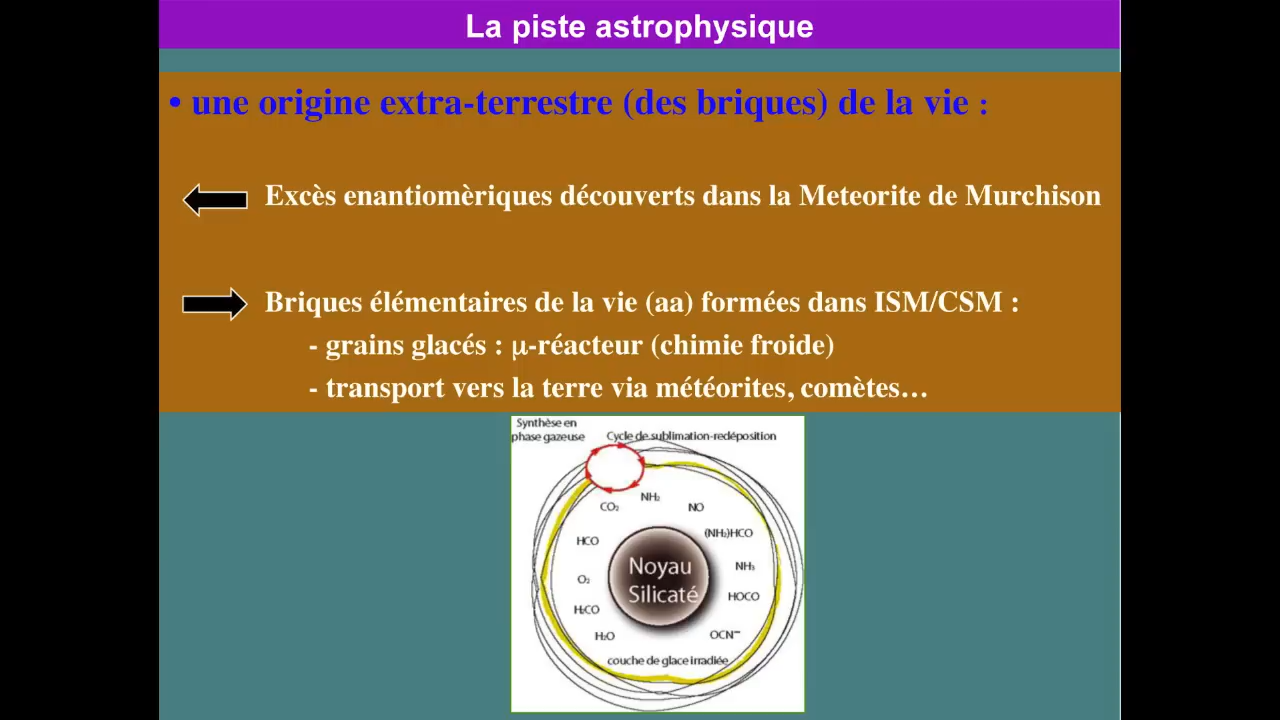 La piste astrophysique
• une origine extra-terrestre (des briques) de la vie :
Excès enantiomèriques découverts dans la Meteorite de Murchison
Briques élémentaires de la vie (aa) formées dans ISM/CSM :
- grains glacés : μ-réacteur (chimie froide)
- transport vers la terre via météorites, comètes…
Synthèse en
phase gazeuse
Cycle de sublimation-redéposition
NH₂
CO₂
NO
(NH₂)HCO
HCO
Noyau
Silicaté
NH₃
O₂
HOCO
H₂CO
H₂O
OCN⁻
couche de glace irradiée